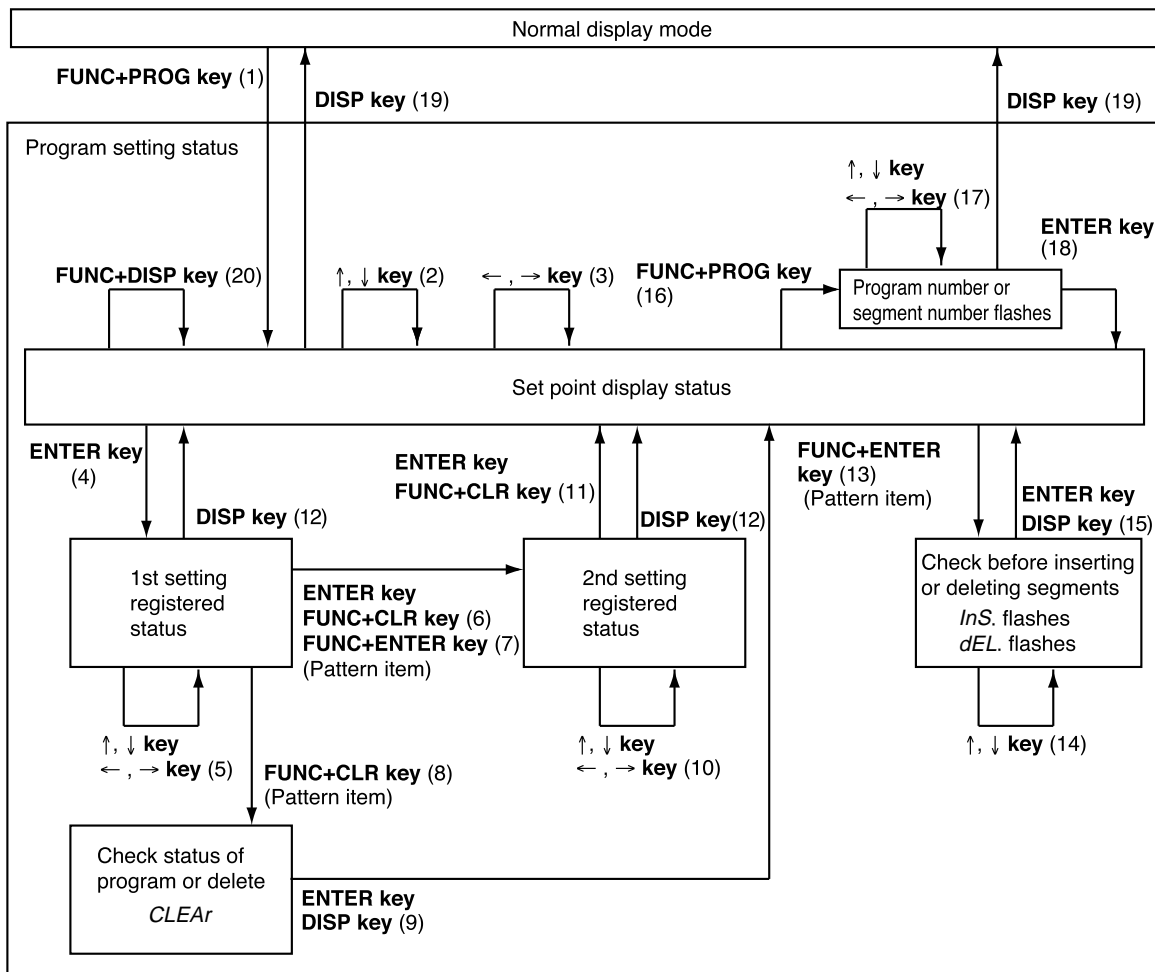 Normal display mode
FUNC+PROG key (1)
DISP key (19)
DISP key (19)
Program setting status
↑, ↓ key
← , → key (17)
ENTER key
(18)
FUNC+DISP key (20)
↑, ↓ key (2)
← , → key (3)
FUNC+PROG key
(16)
Program number or
segment number flashes
Set point display status
ENTER key
(4)
DISP key (12)
ENTER key
FUNC+CLR key (11)
DISP key(12)
FUNC+ENTER
key (13)
(Pattern item)
ENTER key
DISP key (15)
1st setting
registered
status
ENTER key
FUNC+CLR key (6)
FUNC+ENTER key (7)
(Pattern item)
2nd setting
registered
status
Check before inserting
or deleting segments
InS. flashes
dEL. flashes
↑, ↓ key
← , → key (5)
FUNC+CLR key (8)
(Pattern item)
↑, ↓ key
← , → key (10)
↑, ↓ key (14)
Check status of
program or delete
CLEAr
ENTER key
DISP key (9)